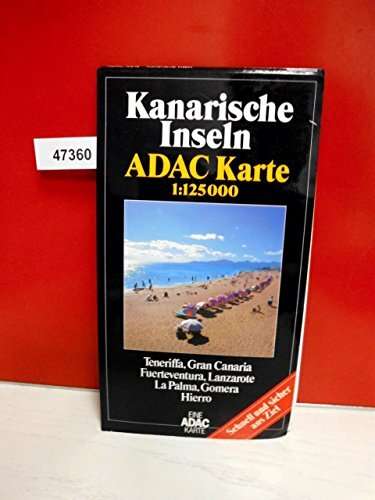 47360
Kanarische
Inseln
ADAC Karte
1:125000
Teneriffa, Gran Canaria
Fuerteventura, Lanzarote
La Palma, Gomera
Hierro
EINE
ADAC
KARTE
Schnell und sicher
ans Ziel